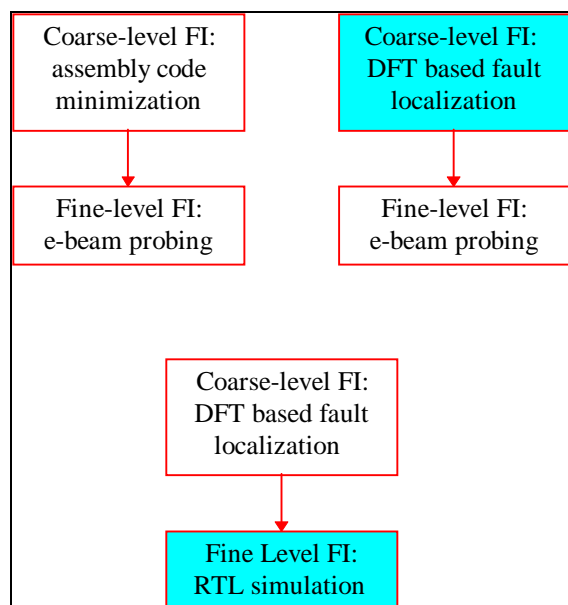 Coarse-level FI:
assembly code
minimization
Coarse-level FI:
DFT based fault
localization
Fine-level FI:
e-beam probing
Fine-level FI:
e-beam probing
Coarse-level FI:
DFT based fault
localization
Fine Level FI:
RTL simulation